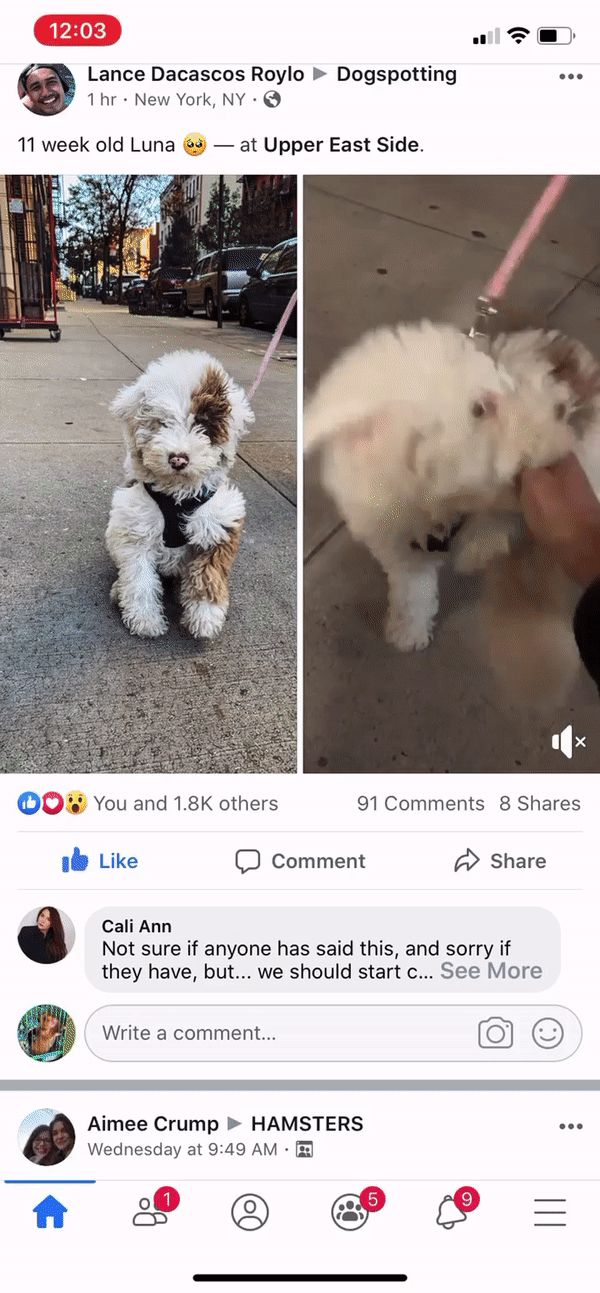 12:03
Lance Dacascos Roylo ▶ Dogspotting
1 hr · New York, NY ·
11 week old Luna 🥺 — at Upper East Side.
You and 1.8K others 91 Comments 8 Shares
Like Comment Share
Cali Ann
Not sure if anyone has said this, and sorry if
they have, but... we should start c... See More
Write a comment...
Aimee Crump ▶ HAMSTERS
Wednesday at 9:49 AM ·
1 5 9